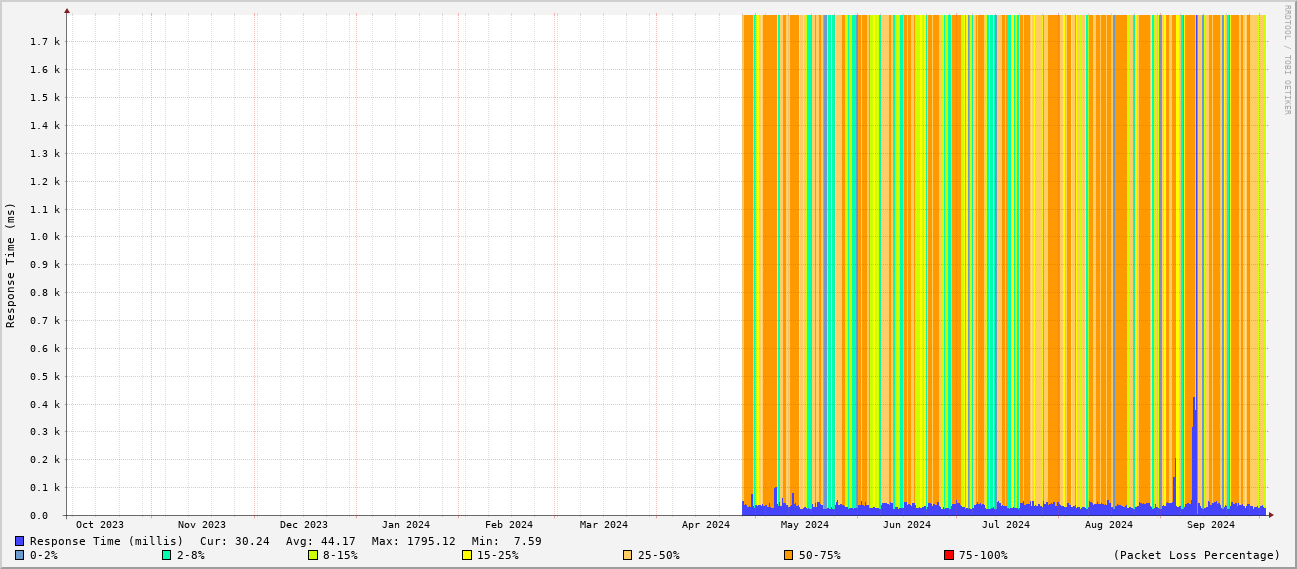 RRDTOOL / TOBI OETIKER
Response Time (ms)
1.7 k
1.6 k
1.5 k
1.4 k
1.3 k
1.2 k
1.1 k
1.0 k
0.9 k
0.8 k
0.7 k
0.6 k
0.5 k
0.4 k
0.3 k
0.2 k
0.1 k
0.0
Oct 2023 Nov 2023 Dec 2023 Jan 2024 Feb 2024 Mar 2024 Apr 2024 May 2024 Jun 2024 Jul 2024 Aug 2024 Sep 2024
Response Time (millis) Cur: 30.24 Avg: 44.17 Max: 1795.12 Min: 7.59
0-2% 2-8% 8-15% 15-25% 25-50% 50-75% 75-100% (Packet Loss Percentage)